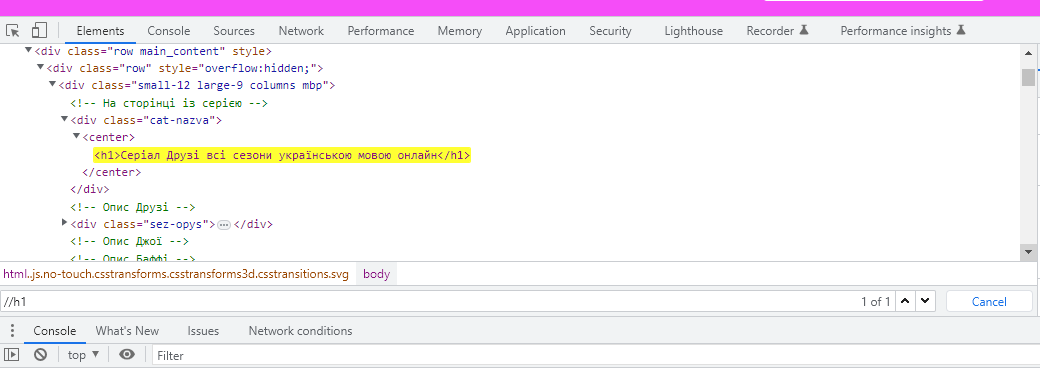 Elements Console Sources Network Performance Memory Application Security Lighthouse Recorder Performance insights
<div class="row main_content" style>
<div class="row" style="overflow:hidden;">
<div class="small-12 large-9 columns mbp">
<!-- На сторінці із серією -->
<div class="cat-nazva">
<center>
<h1>Серіал Друзі всі сезони українською мовою онлайн</h1>
</center>
</div>
<!-- Опис Друзі -->
<div class="sez-opys">…</div>
<!-- Опис Джої -->
<!-- Опис Баффі -->
html..js.no-touch.csstransforms.csstransforms3d.csstransitions.svg body
//h1 1 of 1 Cancel
Console What's New Issues Network conditions
top Filter